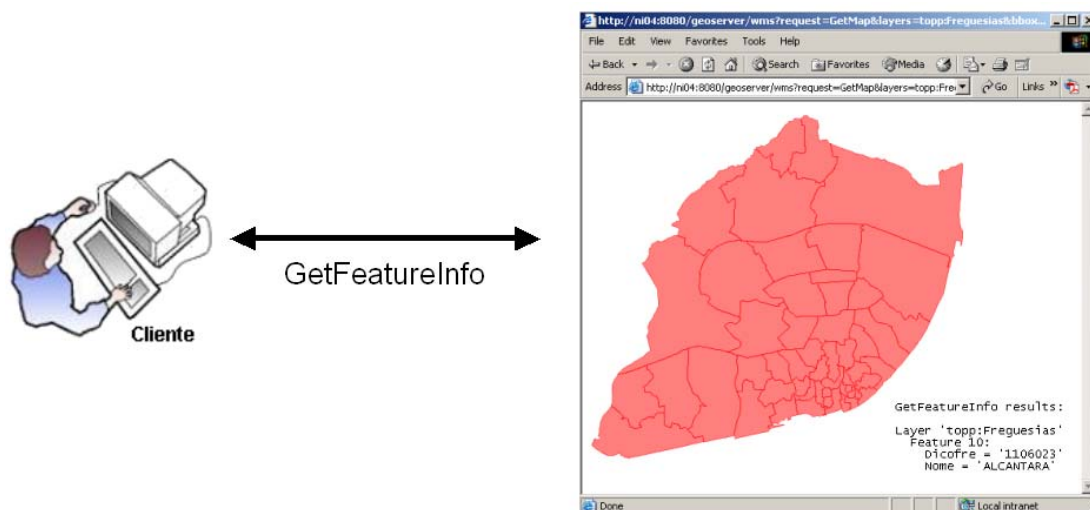 http://ni04:8080/geoserver/wms?request=GetMap&layers=topp:Freguesias&bbox...
File Edit View Favorites Tools Help
Back Search Favorites Media
Address http://ni04:8080/geoserver/wms?request=GetMap&layers=topp:Fre Go Links »
GetFeatureInfo
Cliente
GetFeatureInfo results:
Layer 'topp:Freguesias'
Feature 10:
Dicofre = '1106023'
Nome = 'ALCANTARA'
Done Local intranet